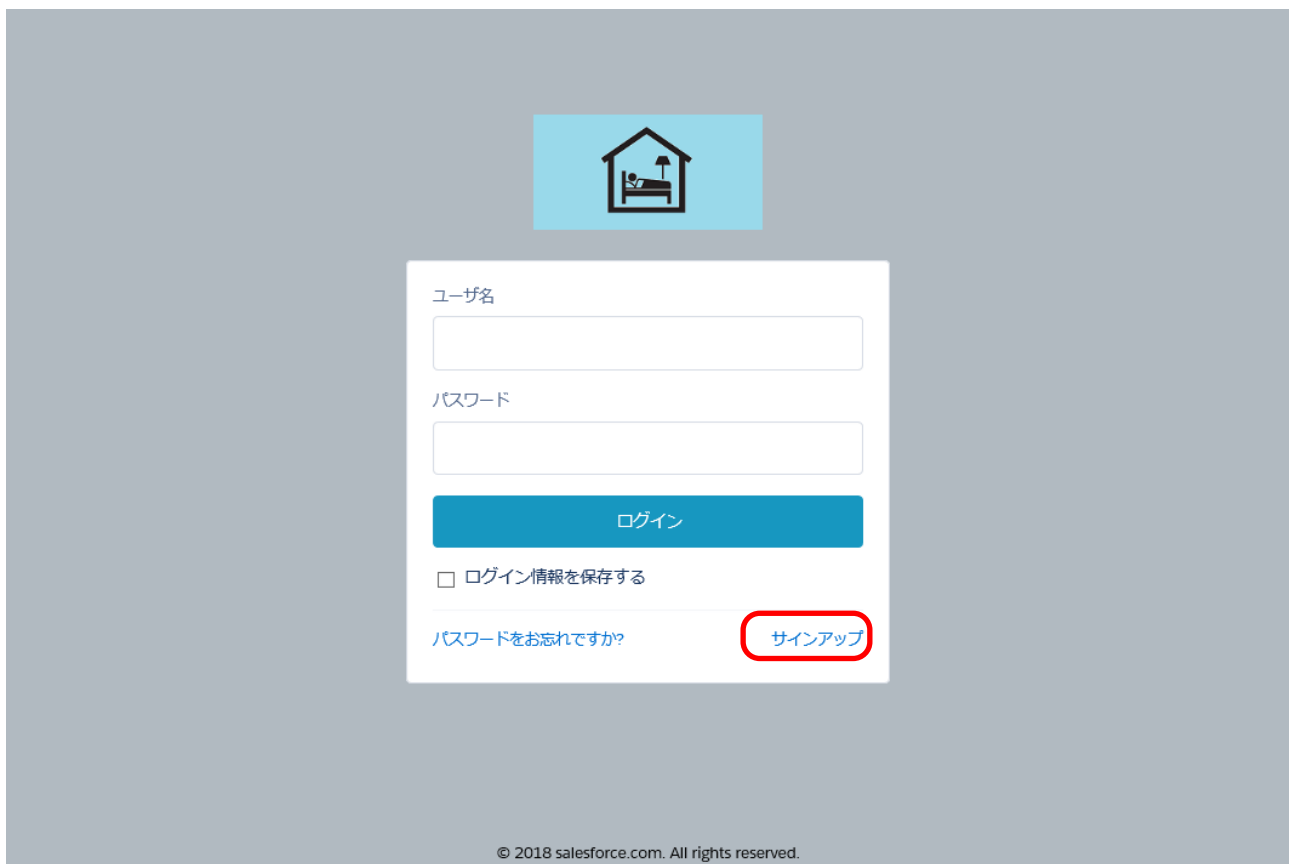 ユーザ名
パスワード
ログイン
ログイン情報を保存する
パスワードをお忘れですか?
サインアップ
© 2018 salesforce.com. All rights reserved.